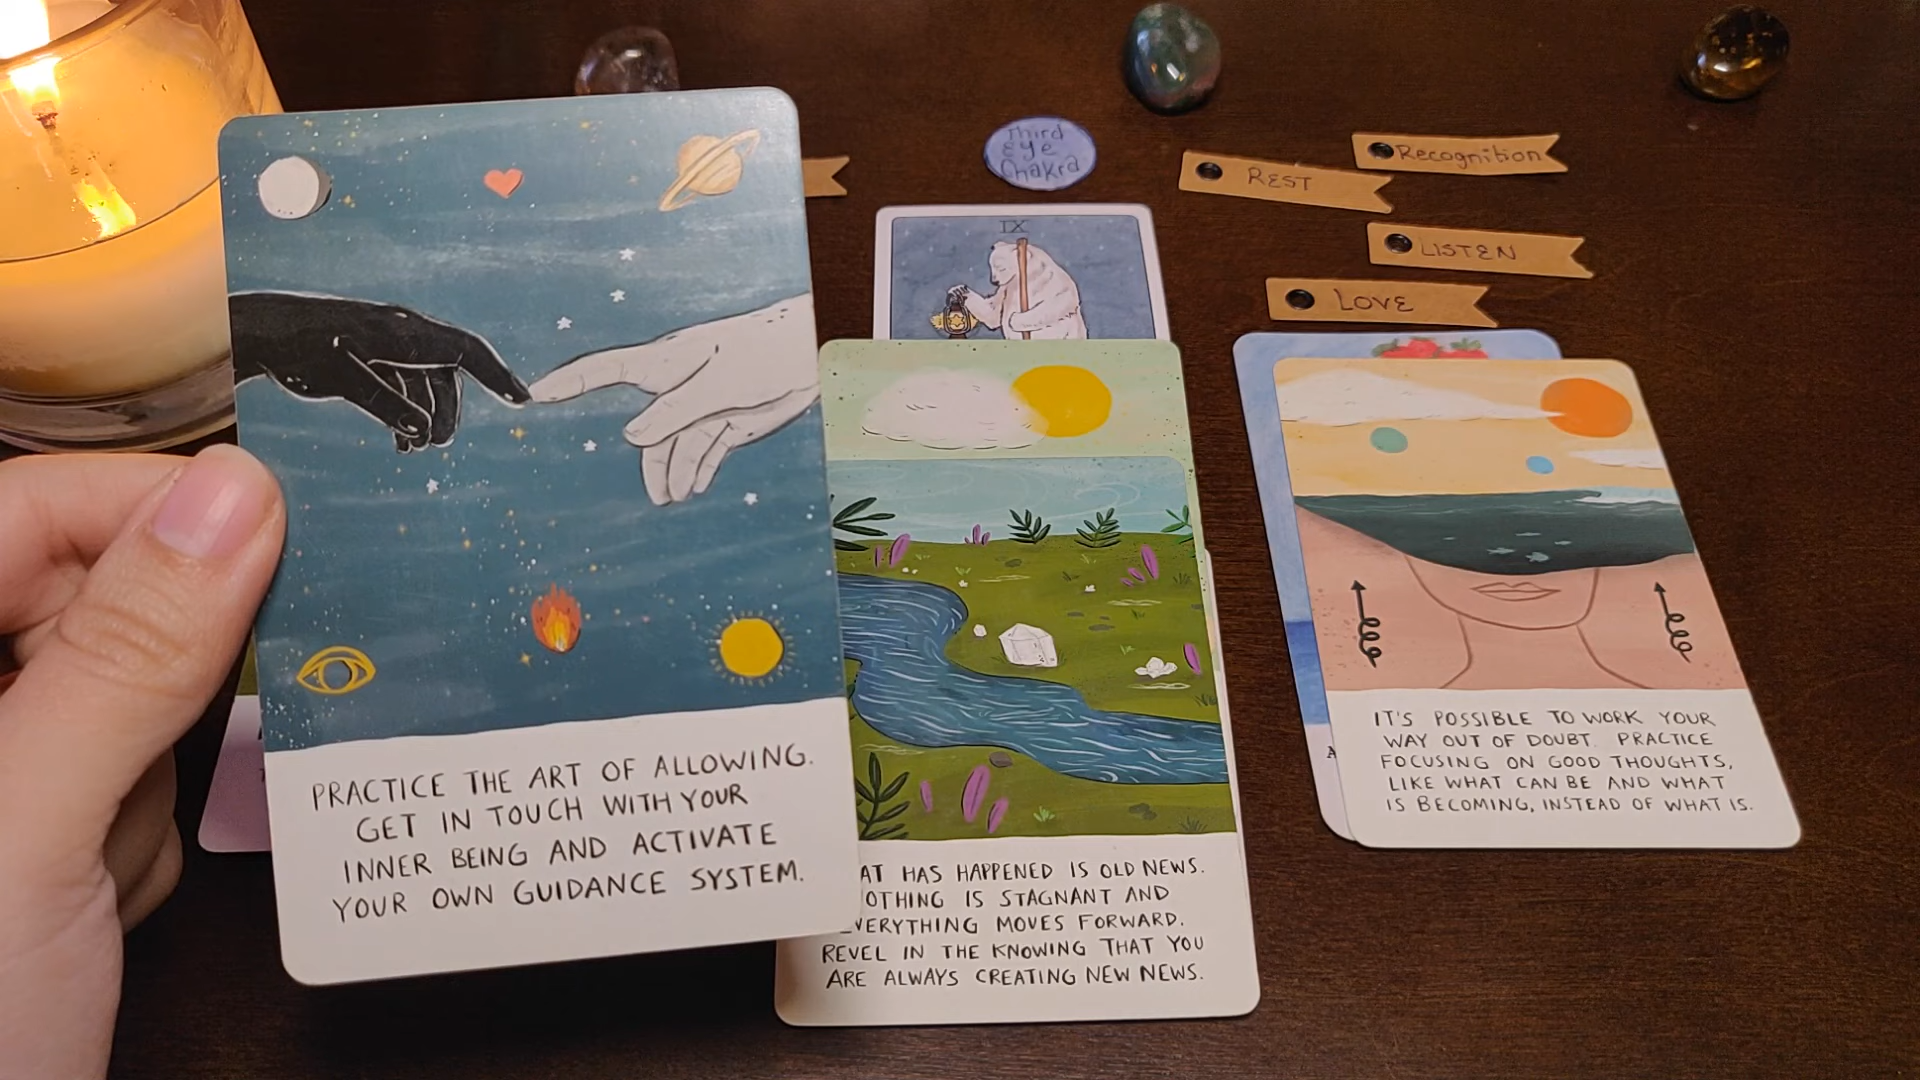 Third
Eye
Chakra
REST
Recognition
LISTEN
LOVE
IX
PRACTICE THE ART OF ALLOWING.
GET IN TOUCH WITH YOUR
INNER BEING AND ACTIVATE
YOUR OWN GUIDANCE SYSTEM.
HAS HAPPENED IS OLD NEWS.
IS STAGNANT AND
MOVES FORWARD.
REVEL IN THE KNOWING THAT YOU
ARE ALWAYS CREATING NEW NEWS.
IT'S POSSIBLE TO WORK YOUR
WAY OUT OF DOUBT. PRACTICE
FOCUSING ON GOOD THOUGHTS,
LIKE WHAT CAN BE AND WHAT
IS BECOMING, INSTEAD OF WHAT IS.